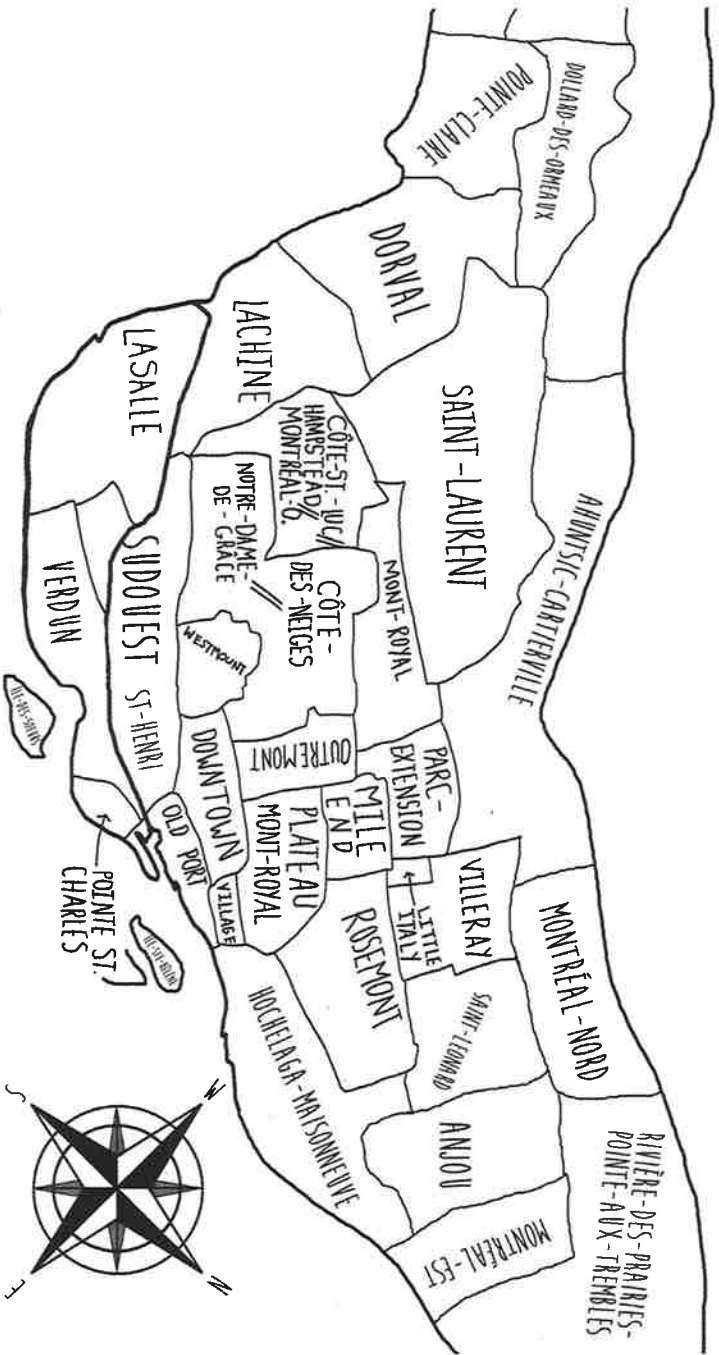 DOLLARD-DES-ORMEAUX
POINTE-CLAIRE
DORVAL
LACHINE
LASALLE
SAINT-LAURENT
AHUNTSIC-CARTIERVILLE
CÔTE-ST.-LUC/
HAMPSTEAD/
MONTRÉAL-O.
NOTRE-DAME-
DE-GRÂCE
CÔTE-
DES-NEIGES
MONT-ROYAL
WESTMOUNT
SUDOUEST
ST-HENRI
VERDUN
ILE-DES-SOEURS
OUTREMONT
DOWNTOWN
OLD PORT
POINTE ST.
CHARLES
PARC-
EXTENSION
MILE
END
PLATEAU
MONT-ROYAL
VILLAGE
VILLERAY
LITTLE
ITALY
ROSEMONT
MONTRÉAL-NORD
SAINT-LEONARD
HOCHELAGA-MAISONNEUVE
ANJOU
MONTRÉAL-EST
RIVIÈRE-DES-PRAIRIES-
POINTE-AUX-TREMBLES
W
N
S
E